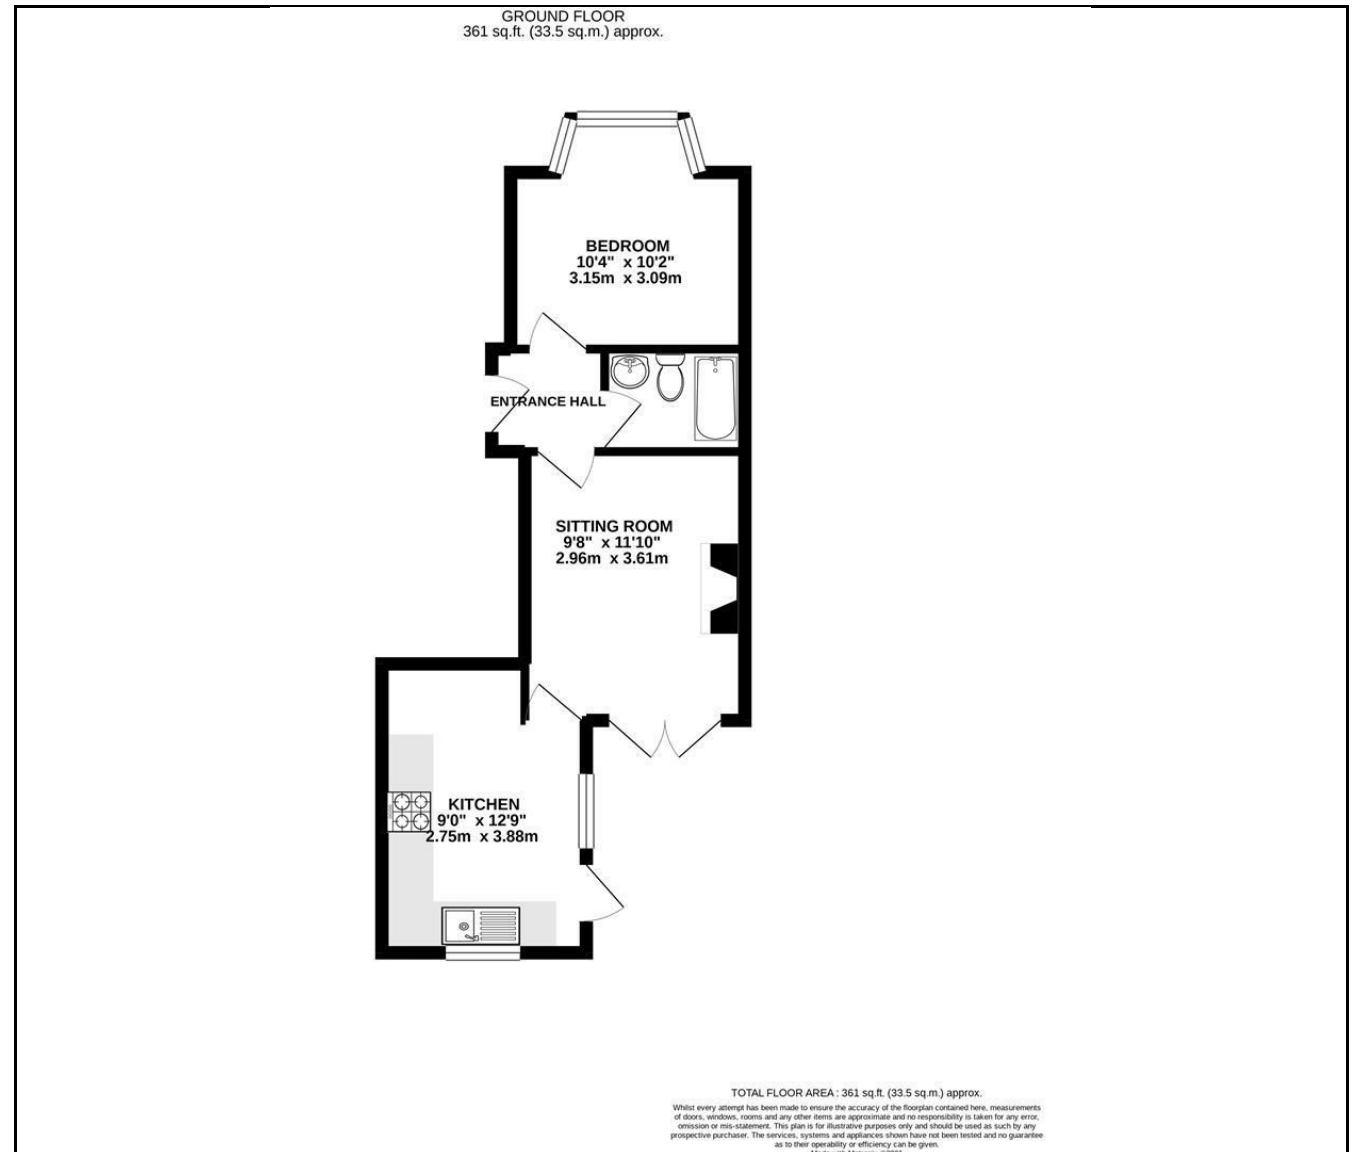 GROUND FLOOR
361 sq.ft. (33.5 sq.m.) approx.
BEDROOM
10'4" x 10'2"
3.15m x 3.09m
ENTRANCE HALL
SITTING ROOM
9'8" x 11'10"
2.96m x 3.61m
KITCHEN
9'0" x 12'9"
2.75m x 3.88m
TOTAL FLOOR AREA : 361 sq.ft. (33.5 sq.m.) approx.
Whilst every attempt has been made to ensure the accuracy of the floorplan contained here, measurements
of doors, windows, rooms and any other items are approximate and no responsibility is taken for any error,
omission or mis-statement. This plan is for illustrative purposes only and should be used as such by any
prospective purchaser. The services, systems and appliances shown have not been tested and no guarantee
as to their operability or efficiency can be given.